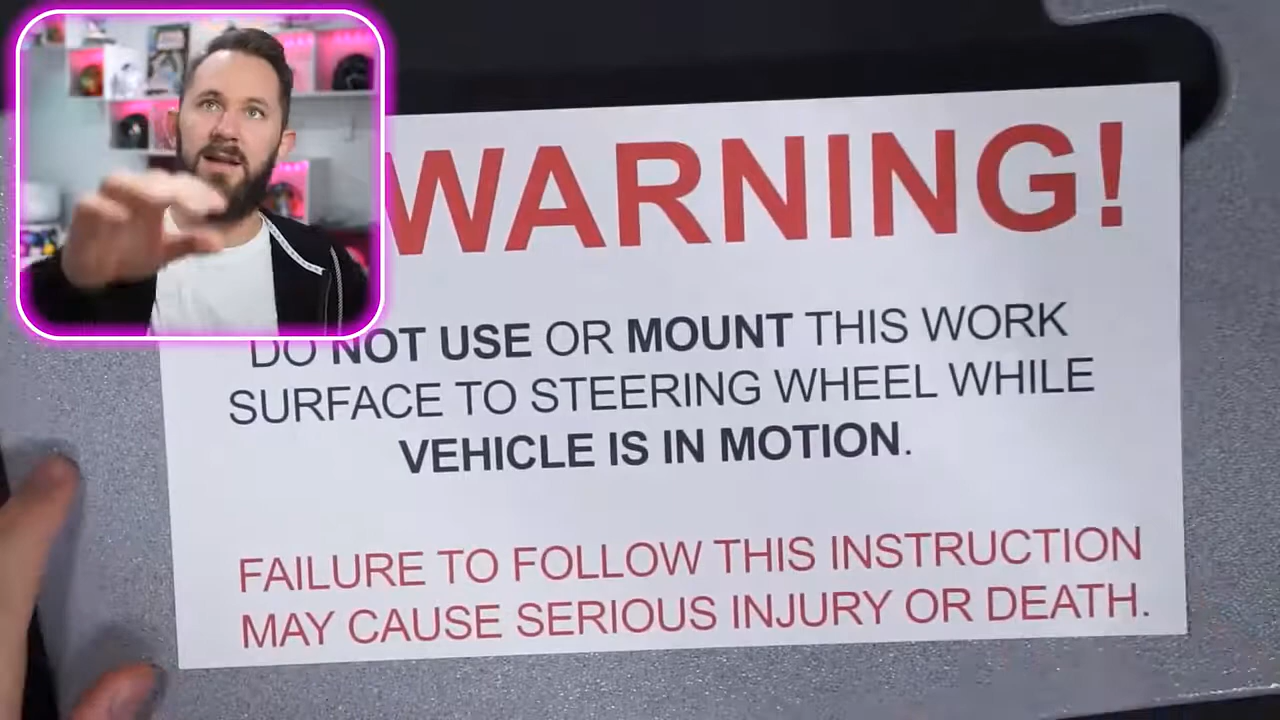 WARNING!
DO NOT USE OR MOUNT THIS WORK
SURFACE TO STEERING WHEEL WHILE
VEHICLE IS IN MOTION.
FAILURE TO FOLLOW THIS INSTRUCTION
MAY CAUSE SERIOUS INJURY OR DEATH.